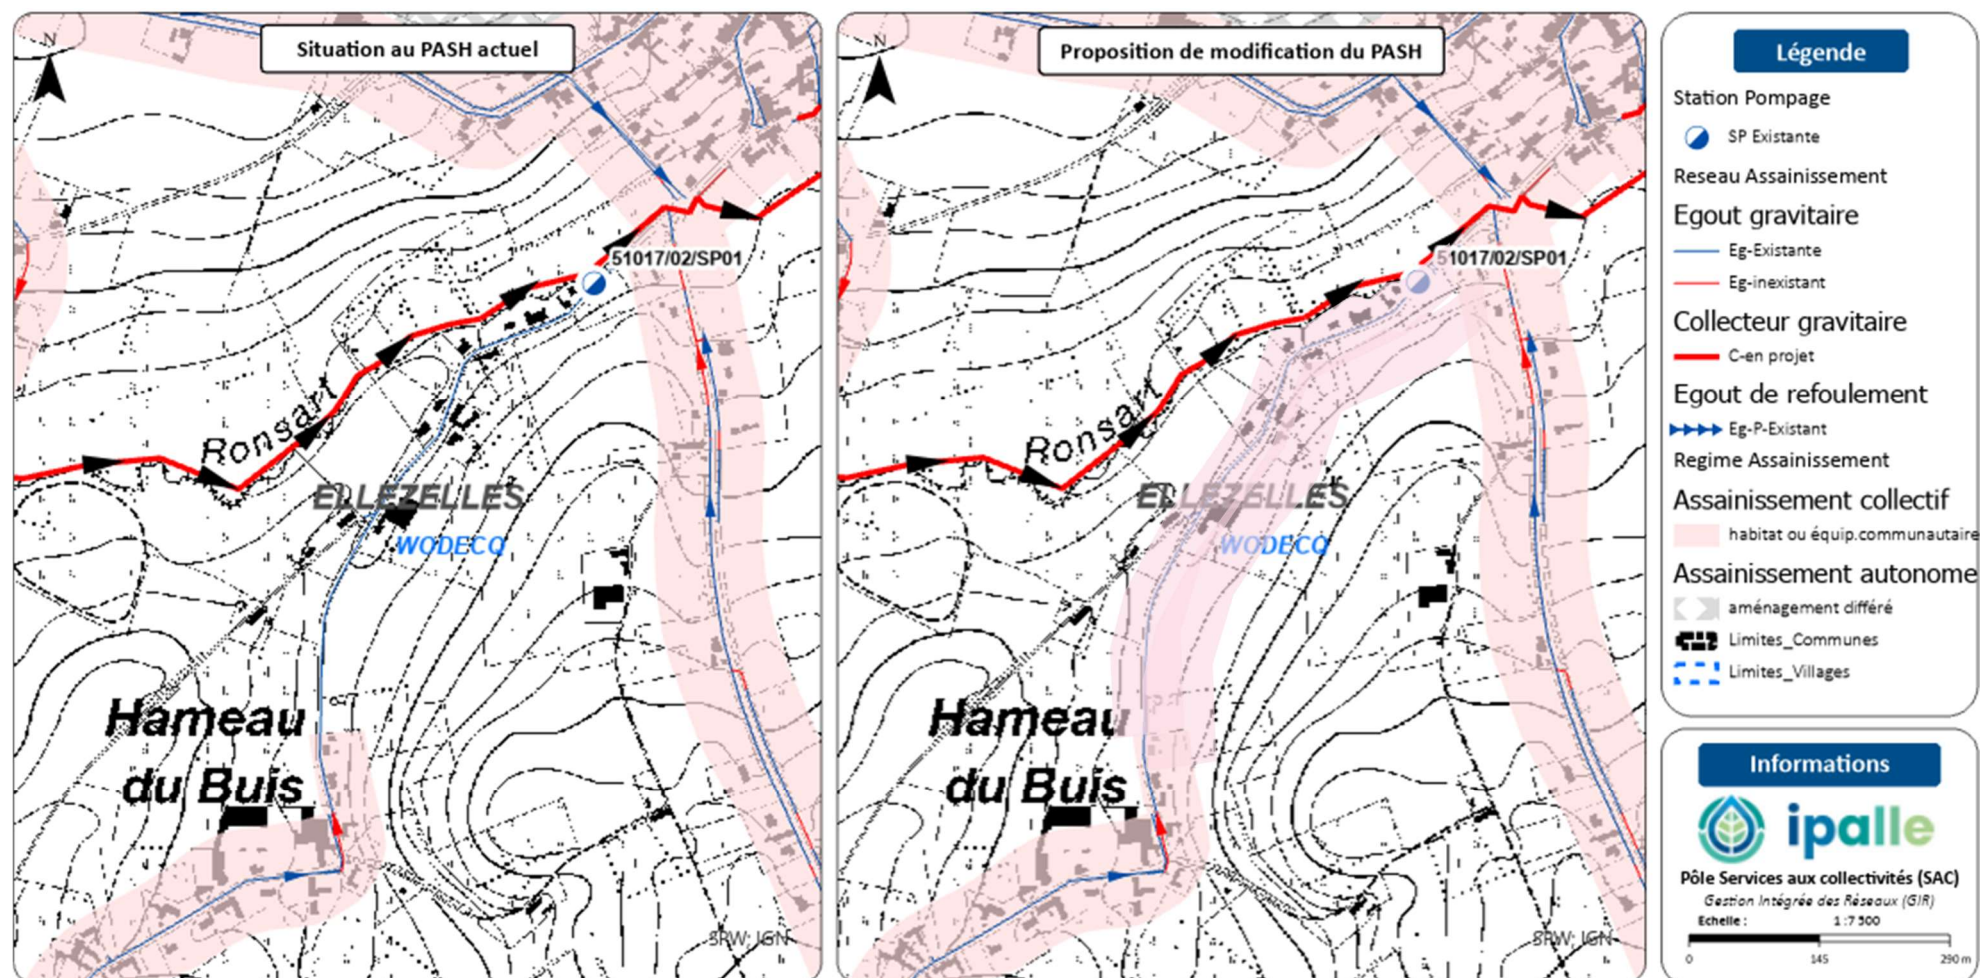 Situation au PASH actuel
N
51017/02/SP01
Ronsart
ELLEZELLES
WODECQ
Hameau
du Buis
SPW; IGN
Proposition de modification du PASH
N
51017/02/SP01
Ronsart
ELLEZELLES
WODECQ
Hameau
du Buis
SPW; IGN
Légende
Station Pompage
SP Existante
Reseau Assainissement
Egout gravitaire
Eg-Existante
Eg-inexistant
Collecteur gravitaire
C-en projet
Egout de refoulement
Eg-P-Existant
Regime Assainissement
Assainissement collectif
habitat ou équip.communautaire
Assainissement autonome
aménagement différé
Limites_Communes
Limites_Villages
Informations
ipalle
Pôle Services aux collectivités (SAC)
Gestion Intégrée des Réseaux (GIR)
Echelle : 1 :7 500
0 145 290 m